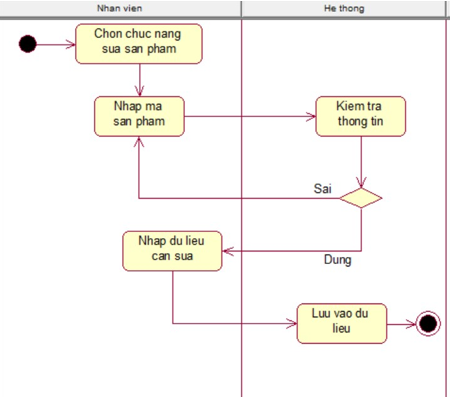 Nhan vien
He thong
Chon chuc nang
sua san pham
Nhap ma
san pham
Kiem tra
thong tin
Sai
Nhap du lieu
can sua
Dung
Luu vao du
lieu